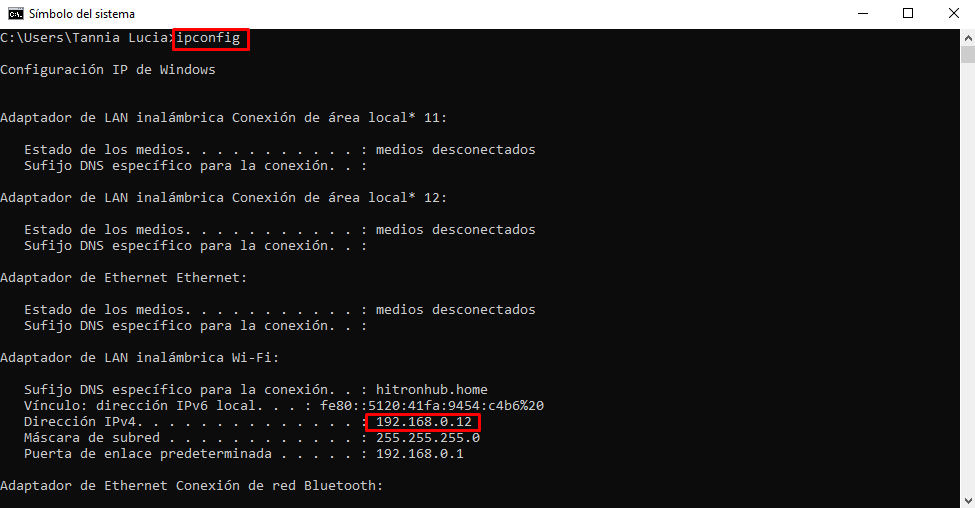 Símbolo del sistema
C:\Users\Tannia Lucia>ipconfig
Configuración IP de Windows
Adaptador de LAN inalámbrica Conexión de área local* 11:
Estado de los medios. . . . . . . . . . . : medios desconectados
Sufijo DNS específico para la conexión. . :
Adaptador de LAN inalámbrica Conexión de área local* 12:
Estado de los medios. . . . . . . . . . . : medios desconectados
Sufijo DNS específico para la conexión. . :
Adaptador de Ethernet Ethernet:
Estado de los medios. . . . . . . . . . . : medios desconectados
Sufijo DNS específico para la conexión. . :
Adaptador de LAN inalámbrica Wi-Fi:
Sufijo DNS específico para la conexión. . : hitronhub.home
Vínculo: dirección IPv6 local. . . : fe80::5120:41fa:9454:c4b6%20
Dirección IPv4. . . . . . . . . . . . . . : 192.168.0.12
Máscara de subred . . . . . . . . . . . . : 255.255.255.0
Puerta de enlace predeterminada . . . . . : 192.168.0.1
Adaptador de Ethernet Conexión de red Bluetooth: